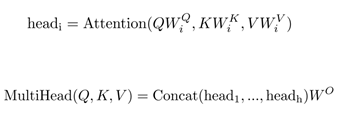 headᵢ = Attention(QWᵢ^Q, KWᵢ^K, VWᵢ^V)
MultiHead(Q, K, V) = Concat(head₁, ..., headₕ)W^O